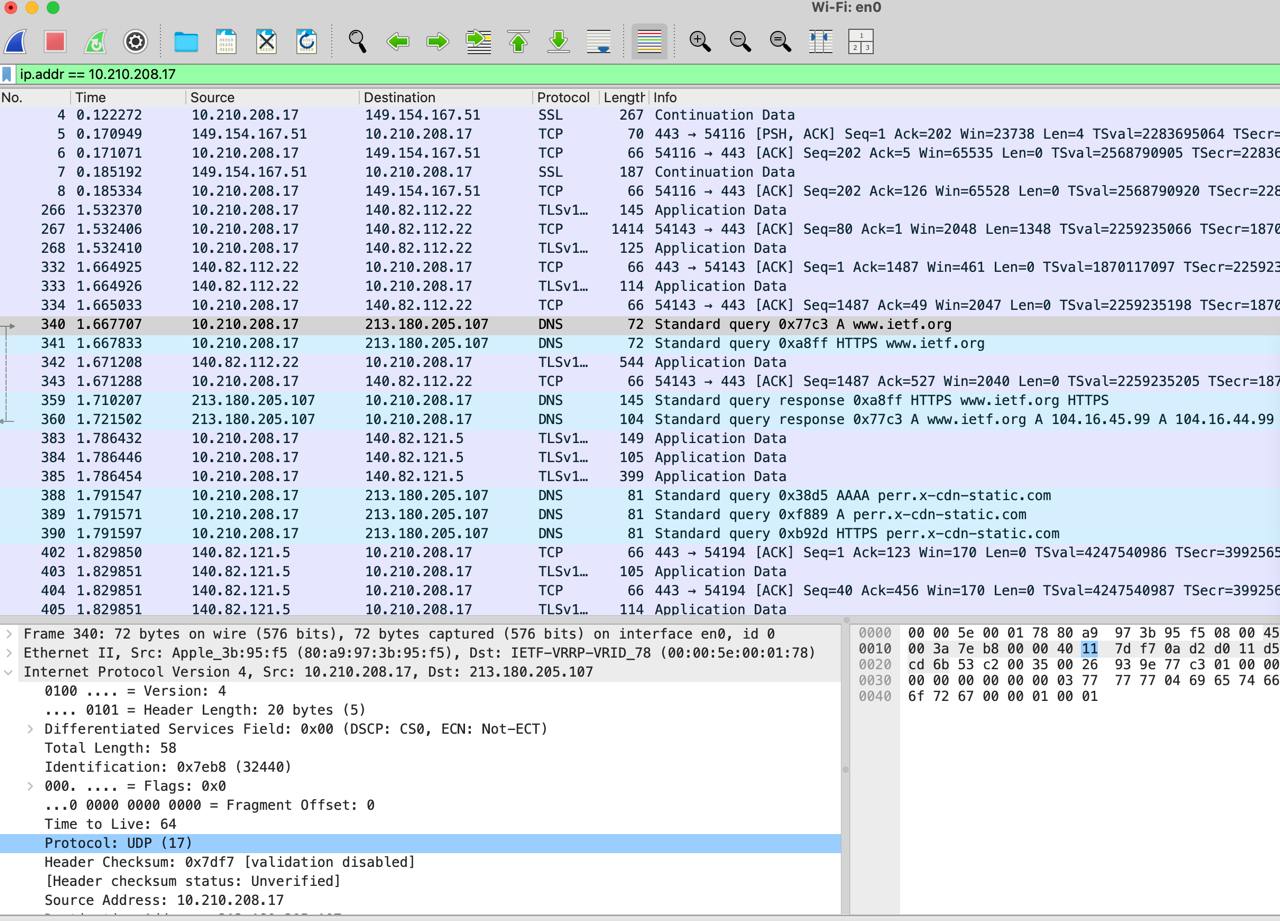 Wi-Fi: en0
1
2 3
ip.addr == 10.210.208.17
No. Time Source Destination Protocol Length Info
4 0.122272 10.210.208.17 149.154.167.51 SSL 267 Continuation Data
5 0.170949 149.154.167.51 10.210.208.17 TCP 70 443 → 54116 [PSH, ACK] Seq=1 Ack=202 Win=23738 Len=4 TSval=2283695064 TSecr=
6 0.171071 10.210.208.17 149.154.167.51 TCP 66 54116 → 443 [ACK] Seq=202 Ack=5 Win=65535 Len=0 TSval=2568790905 TSecr=22836
7 0.185192 149.154.167.51 10.210.208.17 SSL 187 Continuation Data
8 0.185334 10.210.208.17 149.154.167.51 TCP 66 54116 → 443 [ACK] Seq=202 Ack=126 Win=65528 Len=0 TSval=2568790920 TSecr=228
266 1.532370 10.210.208.17 140.82.112.22 TLSv1… 145 Application Data
267 1.532406 10.210.208.17 140.82.112.22 TCP 1414 54143 → 443 [ACK] Seq=80 Ack=1 Win=2048 Len=1348 TSval=2259235066 TSecr=1870
268 1.532410 10.210.208.17 140.82.112.22 TLSv1… 125 Application Data
332 1.664925 140.82.112.22 10.210.208.17 TCP 66 443 → 54143 [ACK] Seq=1 Ack=1487 Win=461 Len=0 TSval=1870117097 TSecr=225923
333 1.664926 140.82.112.22 10.210.208.17 TLSv1… 114 Application Data
334 1.665033 10.210.208.17 140.82.112.22 TCP 66 54143 → 443 [ACK] Seq=1487 Ack=49 Win=2047 Len=0 TSval=2259235198 TSecr=1870
340 1.667707 10.210.208.17 213.180.205.107 DNS 72 Standard query 0x77c3 A www.ietf.org
341 1.667833 10.210.208.17 213.180.205.107 DNS 72 Standard query 0xa8ff HTTPS www.ietf.org
342 1.671208 140.82.112.22 10.210.208.17 TLSv1… 544 Application Data
343 1.671288 10.210.208.17 140.82.112.22 TCP 66 54143 → 443 [ACK] Seq=1487 Ack=527 Win=2040 Len=0 TSval=2259235205 TSecr=187
359 1.710207 213.180.205.107 10.210.208.17 DNS 145 Standard query response 0xa8ff HTTPS www.ietf.org HTTPS
360 1.721502 213.180.205.107 10.210.208.17 DNS 104 Standard query response 0x77c3 A www.ietf.org A 104.16.45.99 A 104.16.44.99
383 1.786432 10.210.208.17 140.82.121.5 TLSv1… 149 Application Data
384 1.786446 10.210.208.17 140.82.121.5 TLSv1… 105 Application Data
385 1.786454 10.210.208.17 140.82.121.5 TLSv1… 399 Application Data
388 1.791547 10.210.208.17 213.180.205.107 DNS 81 Standard query 0x38d5 AAAA perr.x-cdn-static.com
389 1.791571 10.210.208.17 213.180.205.107 DNS 81 Standard query 0xf889 A perr.x-cdn-static.com
390 1.791597 10.210.208.17 213.180.205.107 DNS 81 Standard query 0xb92d HTTPS perr.x-cdn-static.com
402 1.829850 140.82.121.5 10.210.208.17 TCP 66 443 → 54194 [ACK] Seq=1 Ack=123 Win=170 Len=0 TSval=4247540986 TSecr=3992565
403 1.829851 140.82.121.5 10.210.208.17 TLSv1… 105 Application Data
404 1.829851 140.82.121.5 10.210.208.17 TCP 66 443 → 54194 [ACK] Seq=40 Ack=456 Win=170 Len=0 TSval=4247540987 TSecr=399256
405 1.829851 140.82.121.5 10.210.208.17 TLSv1… 114 Application Data
Frame 340: 72 bytes on wire (576 bits), 72 bytes captured (576 bits) on interface en0, id 0
Ethernet II, Src: Apple_3b:95:f5 (80:a9:97:3b:95:f5), Dst: IETF-VRRP-VRID_78 (00:00:5e:00:01:78)
Internet Protocol Version 4, Src: 10.210.208.17, Dst: 213.180.205.107
0100 .... = Version: 4
.... 0101 = Header Length: 20 bytes (5)
Differentiated Services Field: 0x00 (DSCP: CS0, ECN: Not-ECT)
Total Length: 58
Identification: 0x7eb8 (32440)
000. .... = Flags: 0x0
...0 0000 0000 0000 = Fragment Offset: 0
Time to Live: 64
Protocol: UDP (17)
Header Checksum: 0x7df7 [validation disabled]
[Header checksum status: Unverified]
Source Address: 10.210.208.17
0000 00 00 5e 00 01 78 80 a9 97 3b 95 f5 08 00 45
0010 00 3a 7e b8 00 00 40 11 7d f7 0a d2 d0 11 d5
0020 cd 6b 53 c2 00 35 00 26 93 9e 77 c3 01 00 00
0030 00 00 00 00 00 00 03 77 77 77 04 69 65 74 66
0040 6f 72 67 00 00 01 00 01